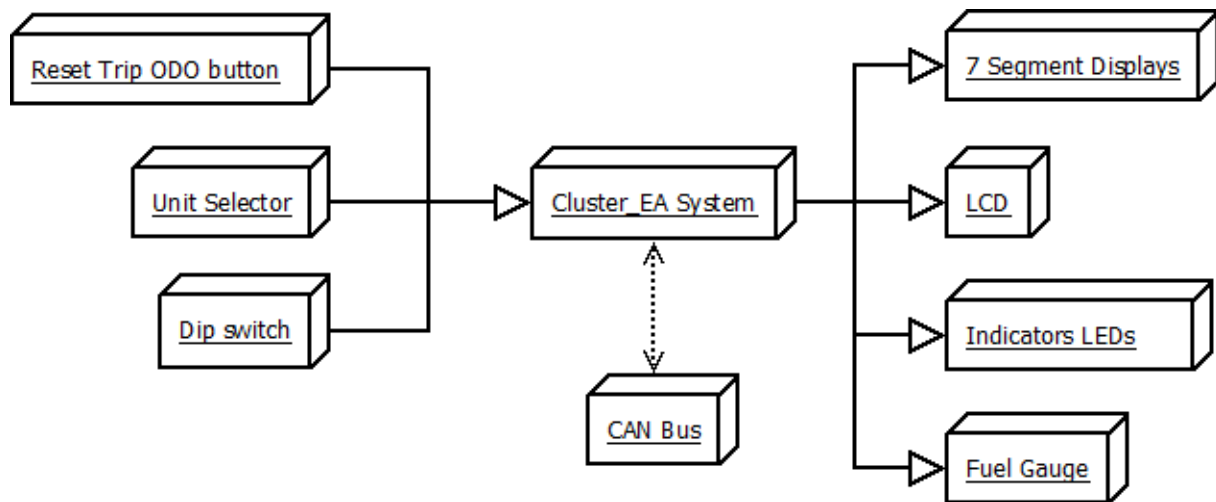 Reset Trip ODO button
7 Segment Displays
Unit Selector
Cluster_EA System
LCD
Dip switch
Indicators LEDs
CAN Bus
Fuel Gauge